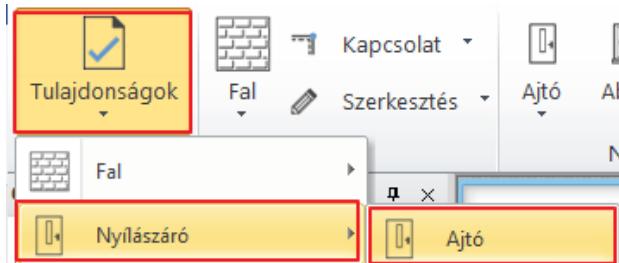 Kapcsolat
Tulajdonságok
Fal
Szerkesztés
Ajtó
Fal
Nyílászáró
Ajtó